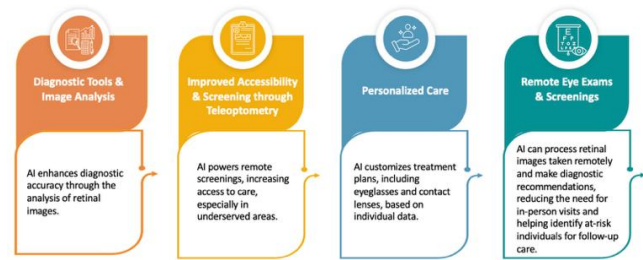 Diagnostic Tools &
Image Analysis
AI enhances diagnostic
accuracy through the
analysis of retinal
images.
Improved Accessibility
& Screening through
Teleoptometry
AI powers remote
screenings, increasing
access to care,
especially in
underserved areas.
Personalized Care
AI customizes treatment
plans, including
eyeglasses and contact
lenses, based on
individual data.
E
F P
T O Z
Remote Eye Exams
& Screenings
AI can process retinal
images taken remotely
and make diagnostic
recommendations,
reducing the need for
in-person visits and
helping identify at-risk
individuals for follow-up
care.